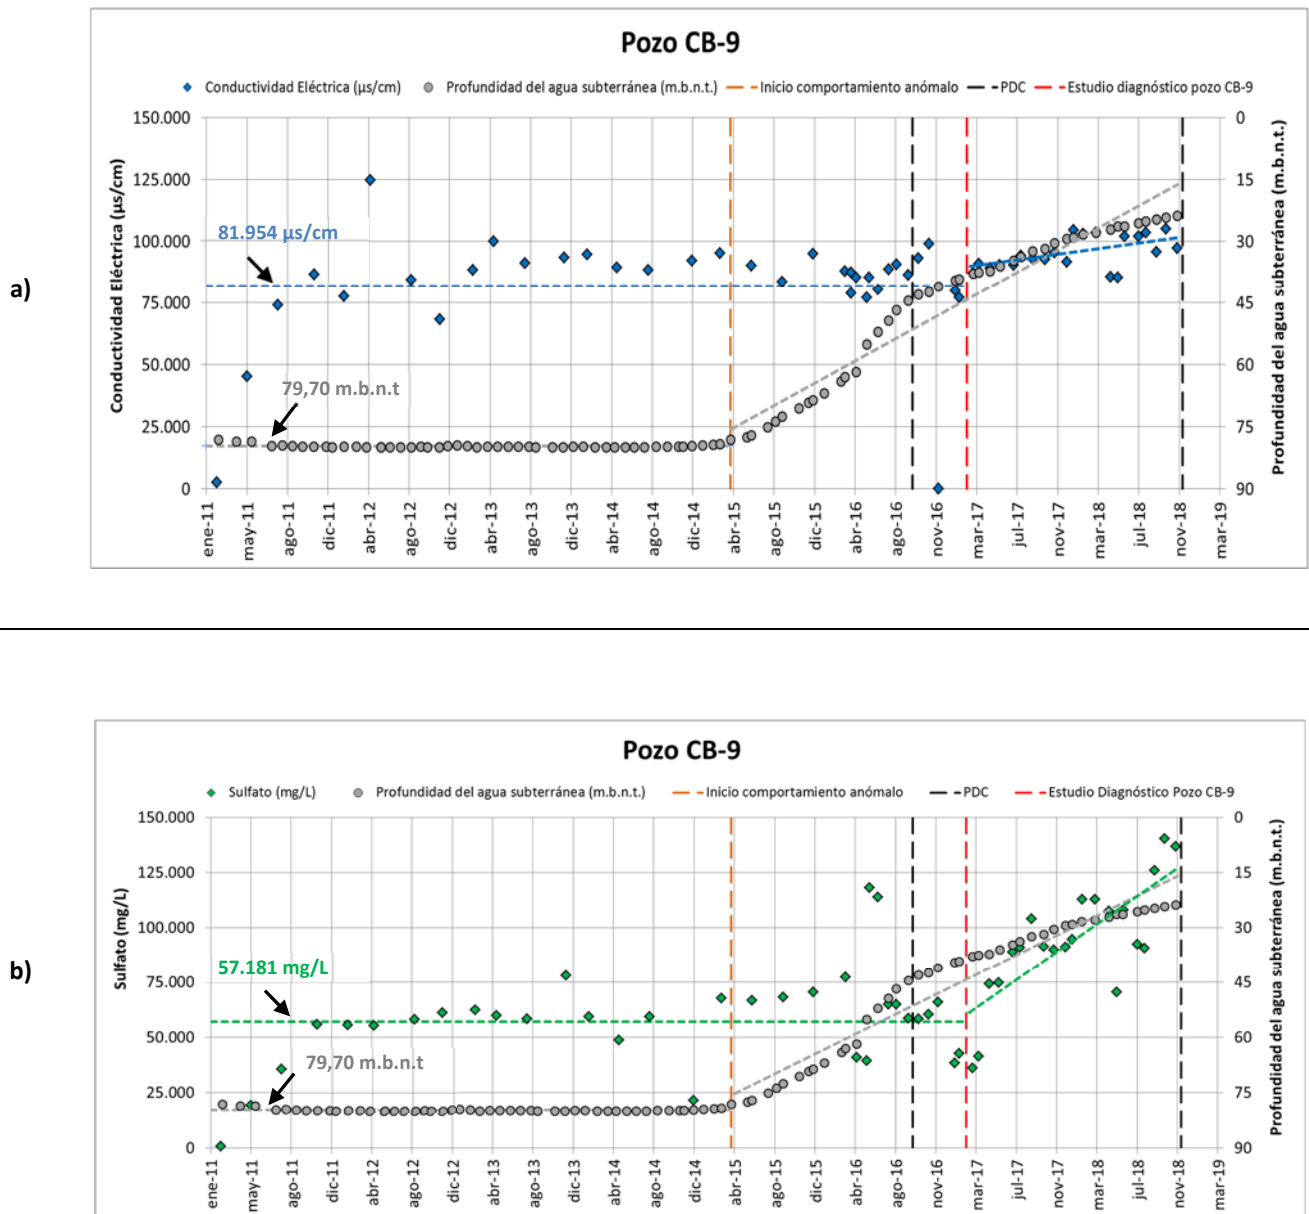 a)
Pozo CB-9
Conductividad Eléctrica (µs/cm) Profundidad del agua subterránea (m.b.n.t.) Inicio comportamiento anómalo PDC Estudio diagnóstico pozo CB-9
Conductividad Eléctrica (µs/cm)
150.000
125.000
100.000
75.000
50.000
25.000
0
81.954 µs/cm
79,70 m.b.n.t
0
15
30
45
60
75
90
Profundidad del agua subterránea (m.b.n.t.)
ene-11 may-11 ago-11 dic-11 abr-12 ago-12 dic-12 abr-13 ago-13 dic-13 abr-14 ago-14 dic-14 abr-15 ago-15 dic-15 abr-16 ago-16 nov-16 mar-17 jul-17 nov-17 mar-18 jul-18 nov-18 mar-19
b)
Pozo CB-9
Sulfato (mg/L) Profundidad del agua subterránea (m.b.n.t.) Inicio comportamiento anómalo PDC Estudio Diagnóstico Pozo CB-9
Sulfato (mg/L)
150.000
125.000
100.000
75.000
50.000
25.000
0
57.181 mg/L
79,70 m.b.n.t
0
15
30
45
60
75
90
Profundidad del agua subterránea (m.b.n.t.)
ene-11 may-11 ago-11 dic-11 abr-12 ago-12 dic-12 abr-13 ago-13 dic-13 abr-14 ago-14 dic-14 abr-15 ago-15 dic-15 abr-16 ago-16 nov-16 mar-17 jul-17 nov-17 mar-18 jul-18 nov-18 mar-19